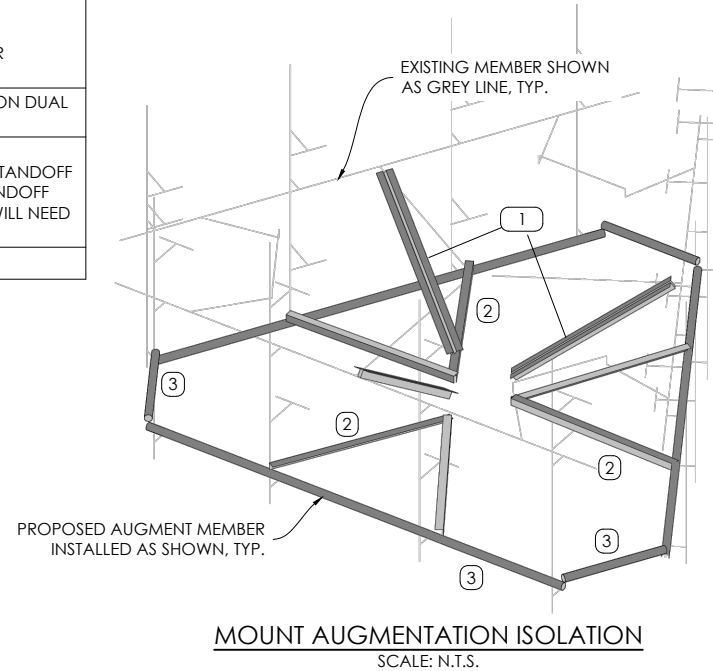 R
ON DUAL
TANDOFF
NDOFF
WILL NEED
EXISTING MEMBER SHOWN
AS GREY LINE, TYP.
1
2
3
2
2
PROPOSED AUGMENT MEMBER
INSTALLED AS SHOWN, TYP.
3
3
MOUNT AUGMENTATION ISOLATION
SCALE: N.T.S.